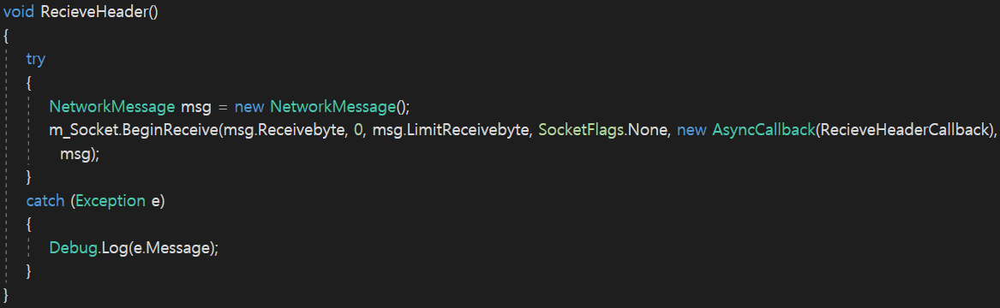 void RecieveHeader()
{
try
{
NetworkMessage msg = new NetworkMessage();
m_Socket.BeginReceive(msg.Receivebyte, 0, msg.LimitReceivebyte, SocketFlags.None, new AsyncCallback(RecieveHeaderCallback),
msg);
}
catch (Exception e)
{
Debug.Log(e.Message);
}
}